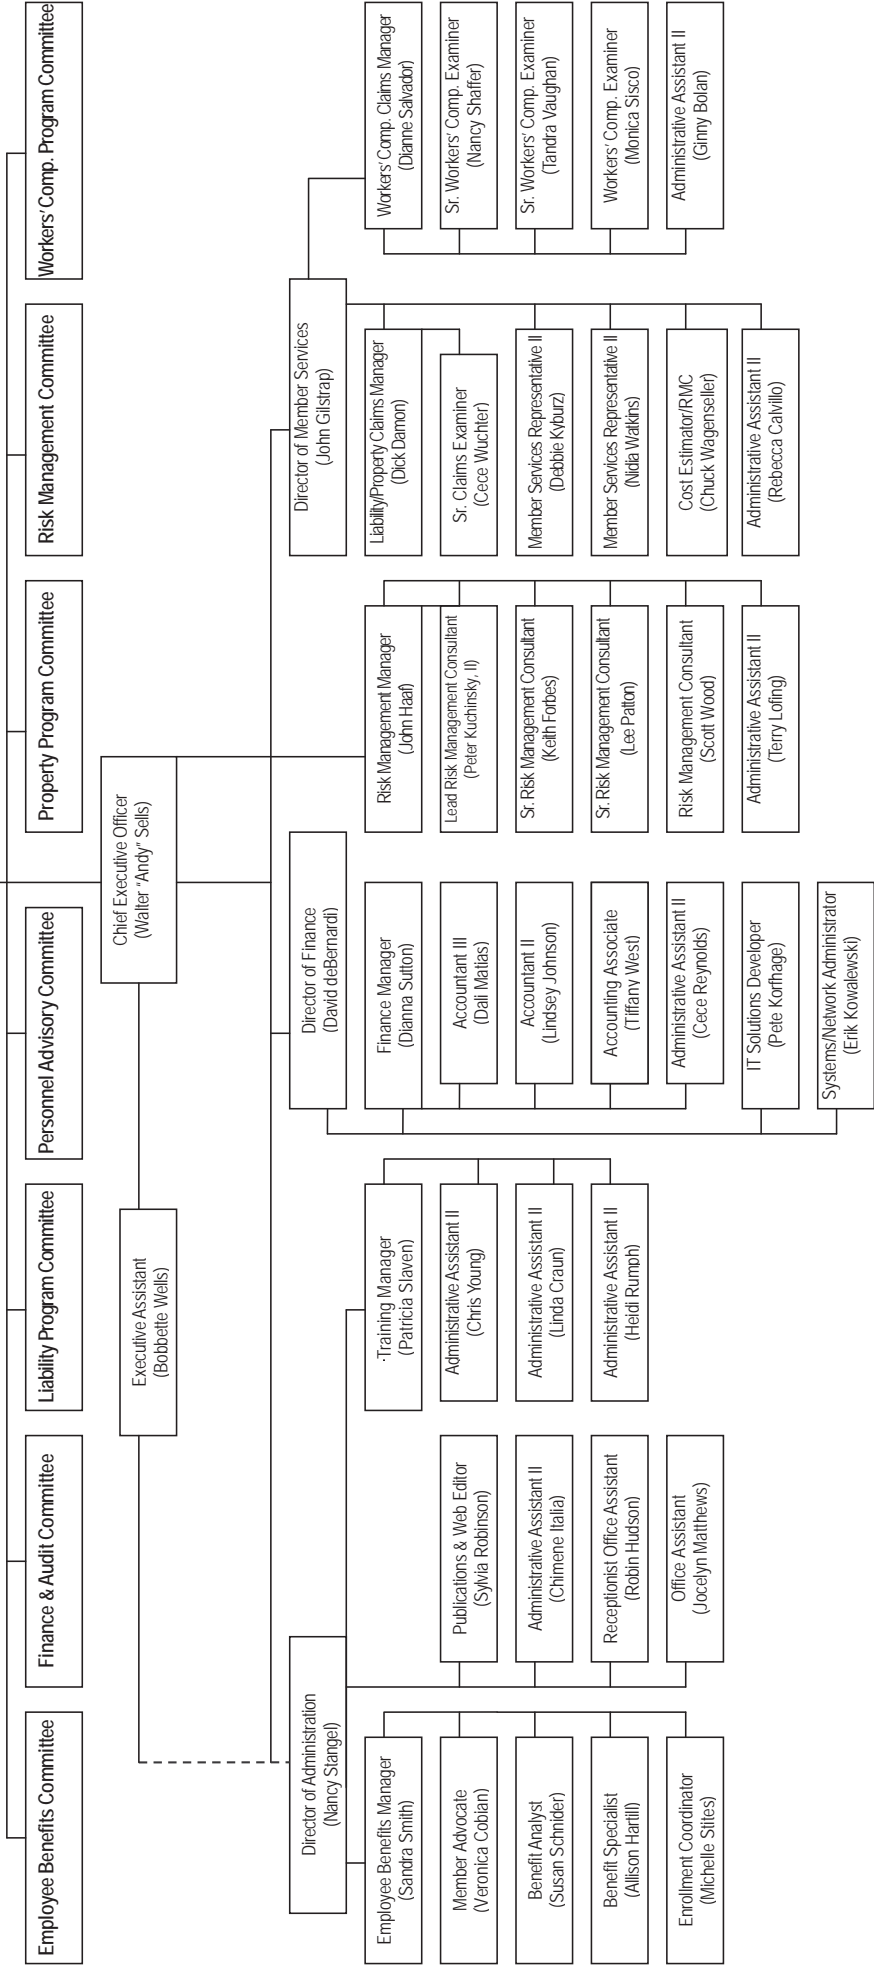 Employee Benefits Committee
Finance & Audit Committee
Liability Program Committee
Personnel Advisory Committee
Property Program Committee
Risk Management Committee
Workers' Comp. Program Committee
Chief Executive Officer
(Walter "Andy" Sells)
Executive Assistant
(Bobbette Wells)
Director of Administration
(Nancy Stangel)
Employee Benefits Manager
(Sandra Smith)
Member Advocate
(Veronica Cobian)
Benefit Analyst
(Susan Schnider)
Benefit Specialist
(Allison Hartill)
Enrollment Coordinator
(Michelle Stites)
Publications & Web Editor
(Sylvia Robinson)
Administrative Assistant II
(Chimene Italia)
Receptionist Office Assistant
(Robin Hudson)
Office Assistant
(Jocelyn Matthews)
·Training Manager
(Patricia Slaven)
Administrative Assistant II
(Chris Young)
Administrative Assistant II
(Linda Craun)
Administrative Assistant II
(Heidi Rumph)
Director of Finance
(David deBernardi)
Finance Manager
(Dianna Sutton)
Accountant III
(Dali Matias)
Accountant II
(Lindsey Johnson)
Accounting Associate
(Tiffany West)
Administrative Assistant II
(Cece Reynolds)
IT Solutions Developer
(Pete Korfhage)
Systems/Network Administrator
(Erik Kowalewski)
Risk Management Manager
(John Haaf)
Lead Risk Management Consultant
(Peter Kuchinsky, II)
Sr. Risk Management Consultant
(Keith Forbes)
Sr. Risk Management Consultant
(Lee Patton)
Risk Management Consultant
(Scott Wood)
Administrative Assistant II
(Terry Lofing)
Director of Member Services
(John Gilstrap)
Liability/Property Claims Manager
(Dick Damon)
Sr. Claims Examiner
(Cece Wuchter)
Member Services Representative II
(Debbie Kyburz)
Member Services Representative II
(Nidia Watkins)
Cost Estimator/RMC
(Chuck Wagenseller)
Administrative Assistant II
(Rebecca Calvillo)
Workers' Comp. Claims Manager
(Dianne Salvador)
Sr. Workers' Comp. Examiner
(Nancy Shaffer)
Sr. Workers' Comp. Examiner
(Tandra Vaughan)
Workers' Comp. Examiner
(Monica Sisco)
Administrative Assistant II
(Ginny Bolan)